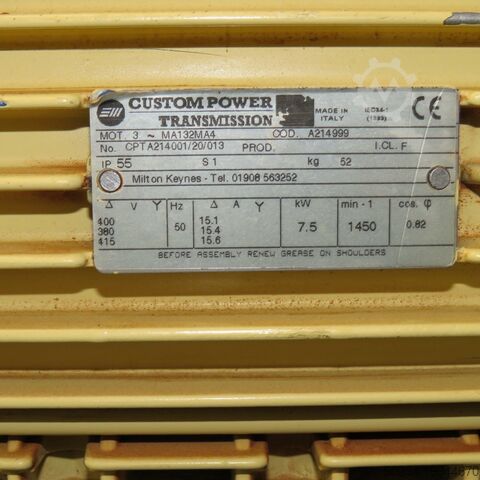 CUSTOM POWER TRANSMISSION
MADE IN ITALY
IEC34-1 (1983)
CE
MOT. 3 ~ MA132MA4 COD. A214999
No. CPTA214001/20/013 PROD. I.CL. F
IP 55 S1 kg 52
Milton Keynes - Tel. 01908 563252
Δ V Y Hz Δ A Y kW min - 1 cos. φ
400 15.1
380 50 15.4 7.5 1450 0.82
415 15.6
BEFORE ASSEMBLY RENEW GREASE ON SHOULDERS